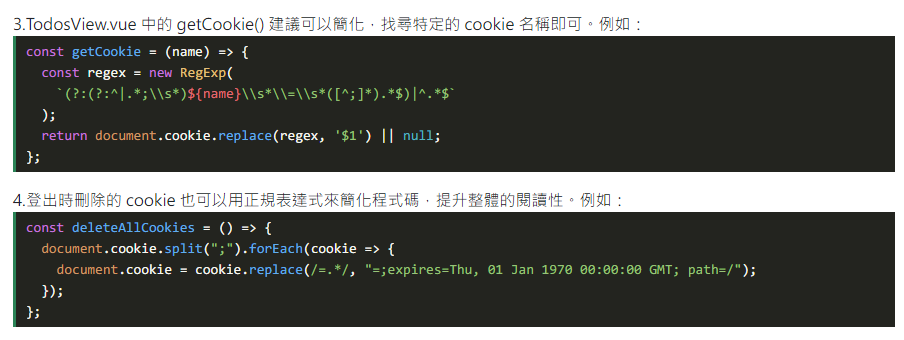 3.TodosView.vue 中的 getCookie() 建議可以簡化，找尋特定的 cookie 名稱即可。例如：
const getCookie = (name) => {
  const regex = new RegExp(
    `(?:(?:^|.*;\\s*)${name}\\s*\\=\\s*([^;]*).*$)|^.*$`
  );
  return document.cookie.replace(regex, '$1') || null;
};
4.登出時刪除的 cookie 也可以用正規表達式來簡化程式碼，提升整體的閱讀性。例如：
const deleteAllCookies = () => {
  document.cookie.split(";").forEach(cookie => {
    document.cookie = cookie.replace(/=.*/, "=;expires=Thu, 01 Jan 1970 00:00:00 GMT; path=/");
  });
};